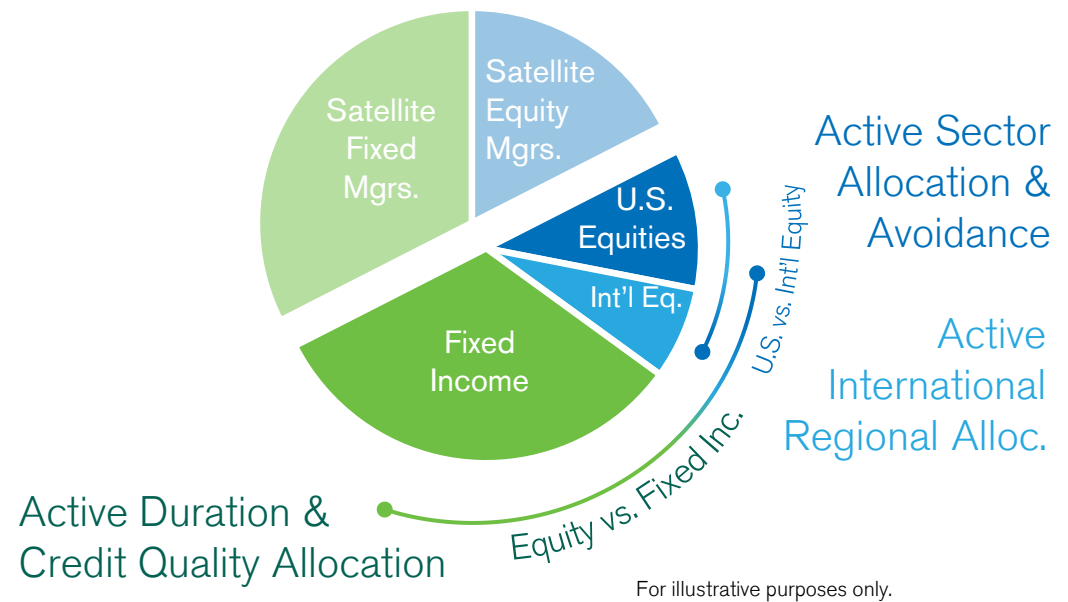 Satellite
Fixed
Mgrs.
Satellite
Equity
Mgrs.
U.S.
Equities
Int’l Eq.
Fixed
Income
U.S. vs. Int’l Equity
Equity vs. Fixed Inc.
Active Sector
Allocation &
Avoidance
Active
International
Regional Alloc.
Active Duration &
Credit Quality Allocation
For illustrative purposes only.